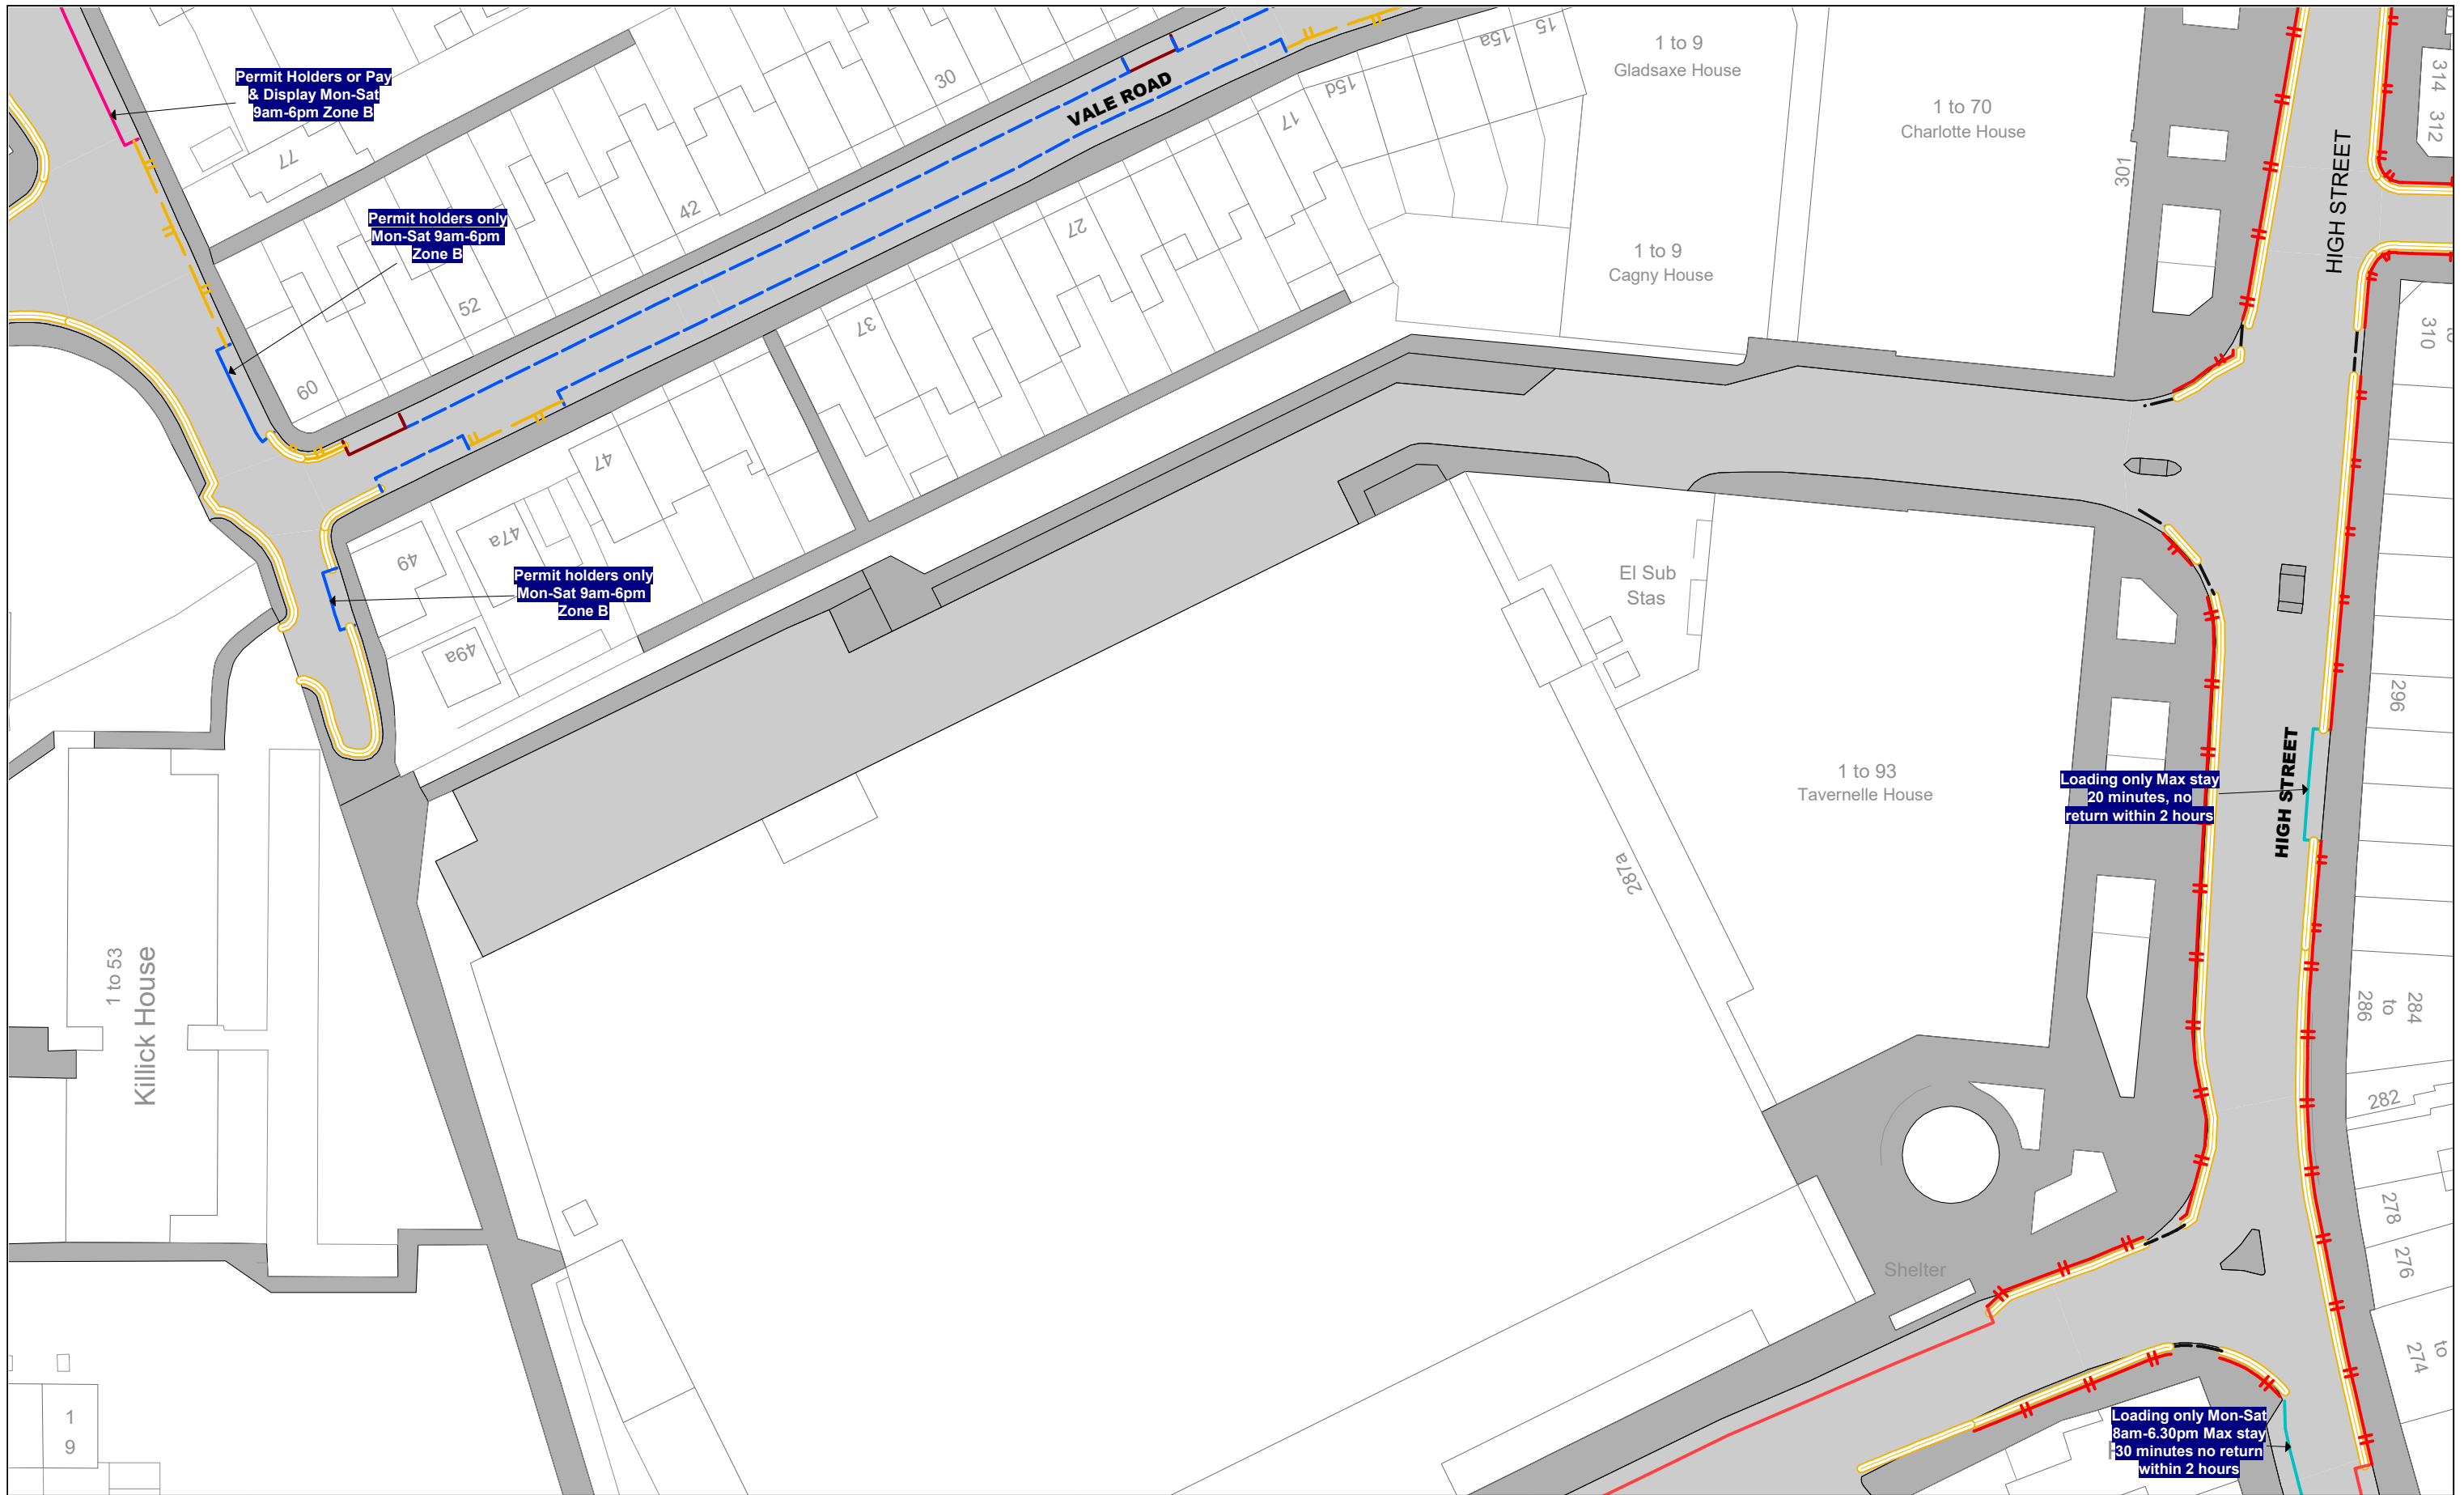 Permit Holders or Pay
& Display Mon-Sat
9am-6pm Zone B
77
Permit holders only
Mon-Sat 9am-6pm
Zone B
60
52
42
30
VALE ROAD
15
15a
15d
17
27
37
47
47a
49
49a
Permit holders only
Mon-Sat 9am-6pm
Zone B
1 to 9
Gladsaxe House
1 to 9
Cagny House
1 to 70
Charlotte House
301
HIGH STREET
314
312
310
El Sub
Stas
296
1 to 93
Tavernelle House
287a
Loading only Max stay
20 minutes, no
return within 2 hours
HIGH STREET
284
to
286
282
278
276
to
274
Shelter
1 to 53
Killick House
1
9
Loading only Mon-Sat
8am-6.30pm Max stay
30 minutes no return
within 2 hours